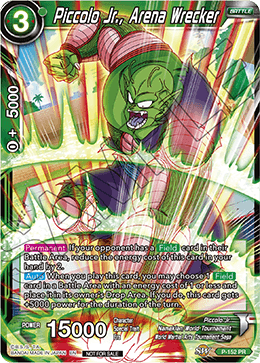 3
Piccolo Jr., Arena Wrecker
BATTLE
+ 5000
Permanent If your opponent has a Field card in their
Battle Area, reduce the energy cost of this card in your
hand by 2.
Auto When you play this card, you may choose 1 Field
card in a Battle Area with an energy cost of 1 or less and
place it in its owner's Drop Area. If you do, this card gets
+5000 power for the duration of the turn.
POWER
15000
Character
Piccolo Jr.
Special Trait
Namekian/World Tournament
World Martial Arts Tournament Saga
BANDAI MADE IN JAPAN
NOT FOR SALE
P-152 PR